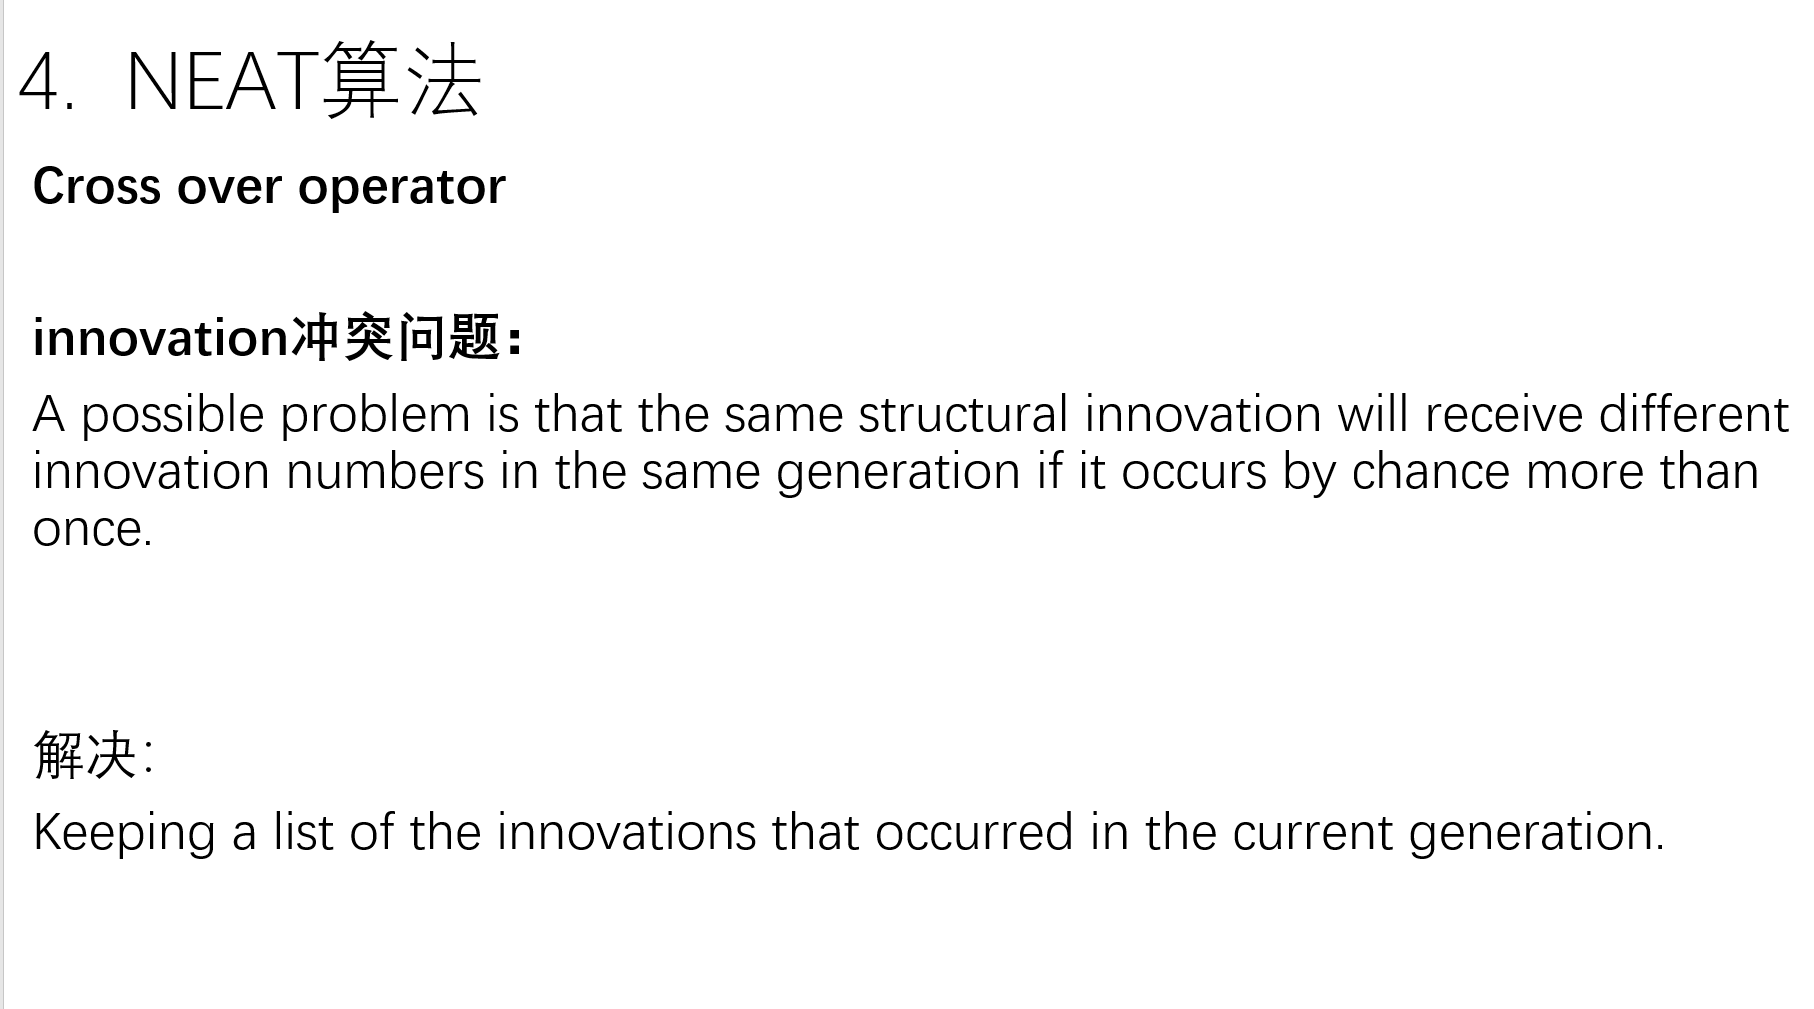 4. NEAT算法
Cross over operator
innovation冲突问题：
A possible problem is that the same structural innovation will receive different
innovation numbers in the same generation if it occurs by chance more than
once.
解决：
Keeping a list of the innovations that occurred in the current generation.